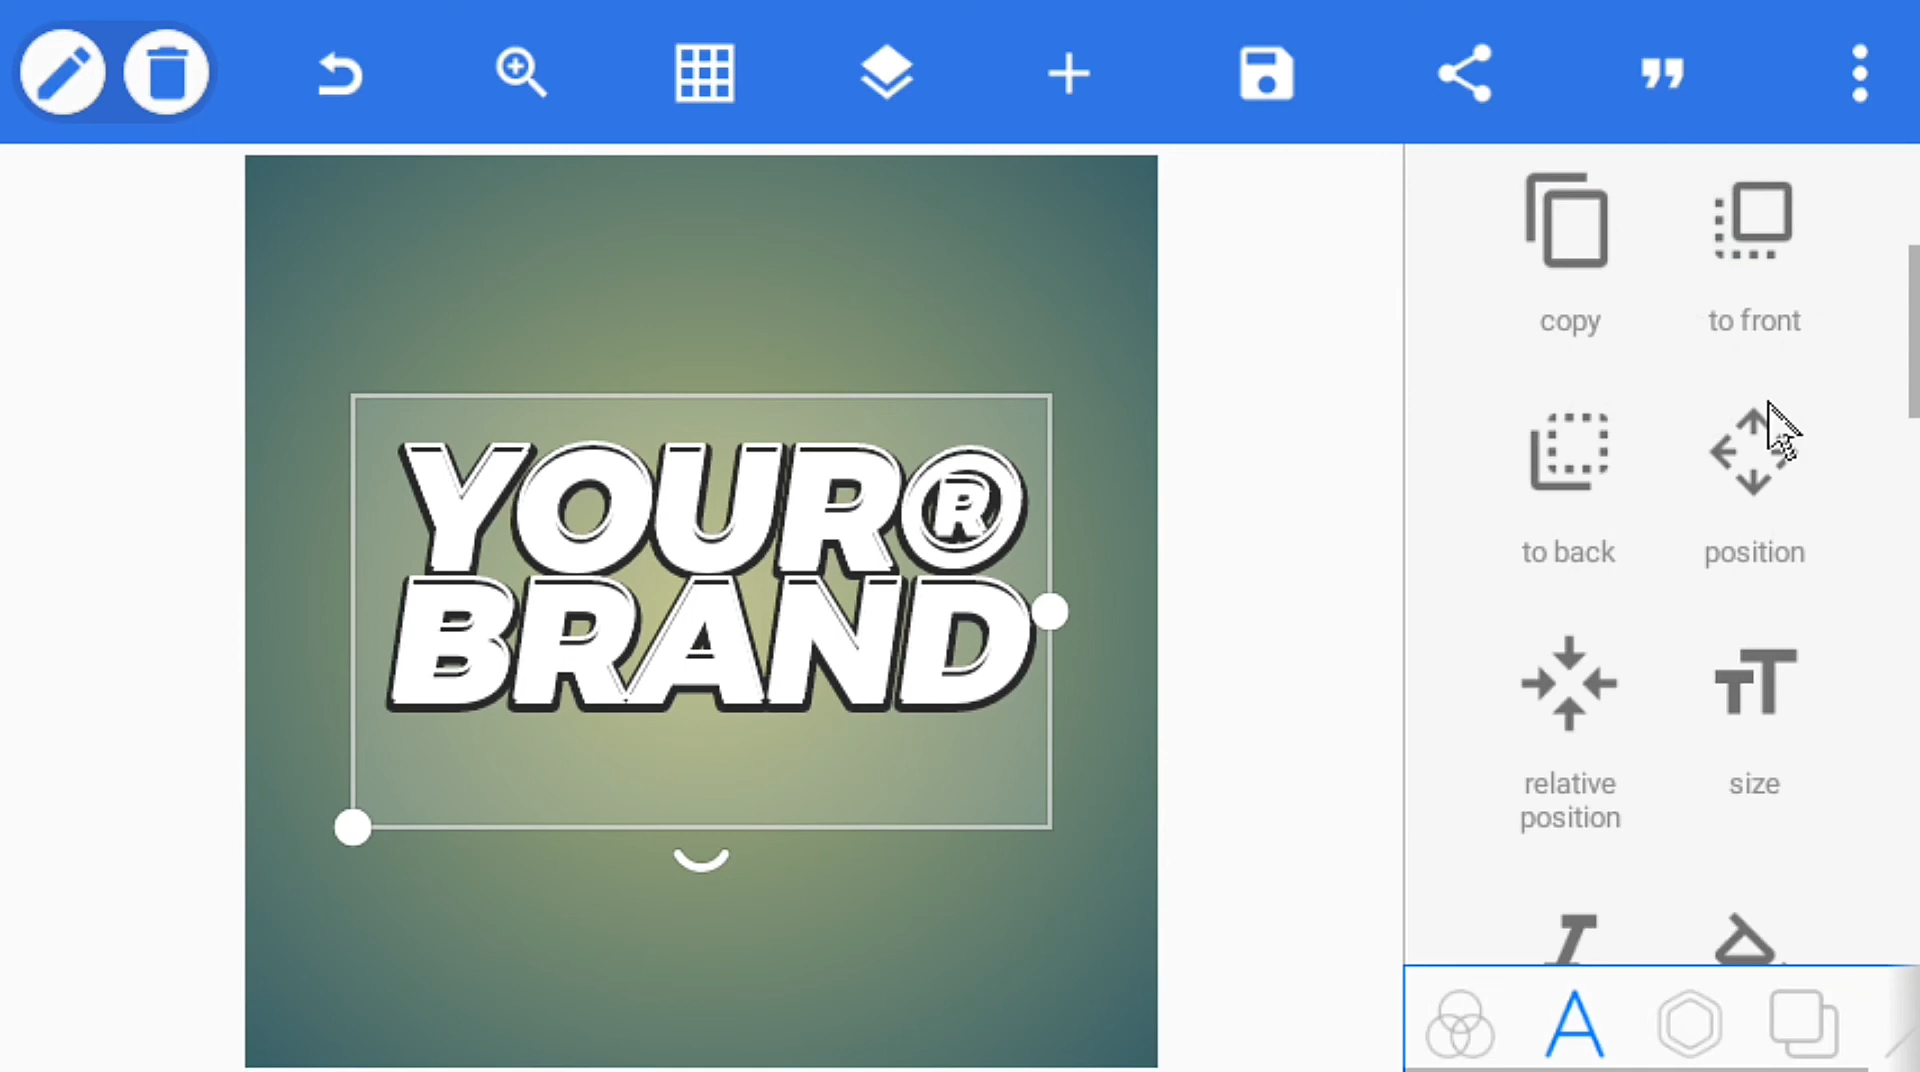 YOUR®
BRAND
copy
to front
to back
position
relative
position
size